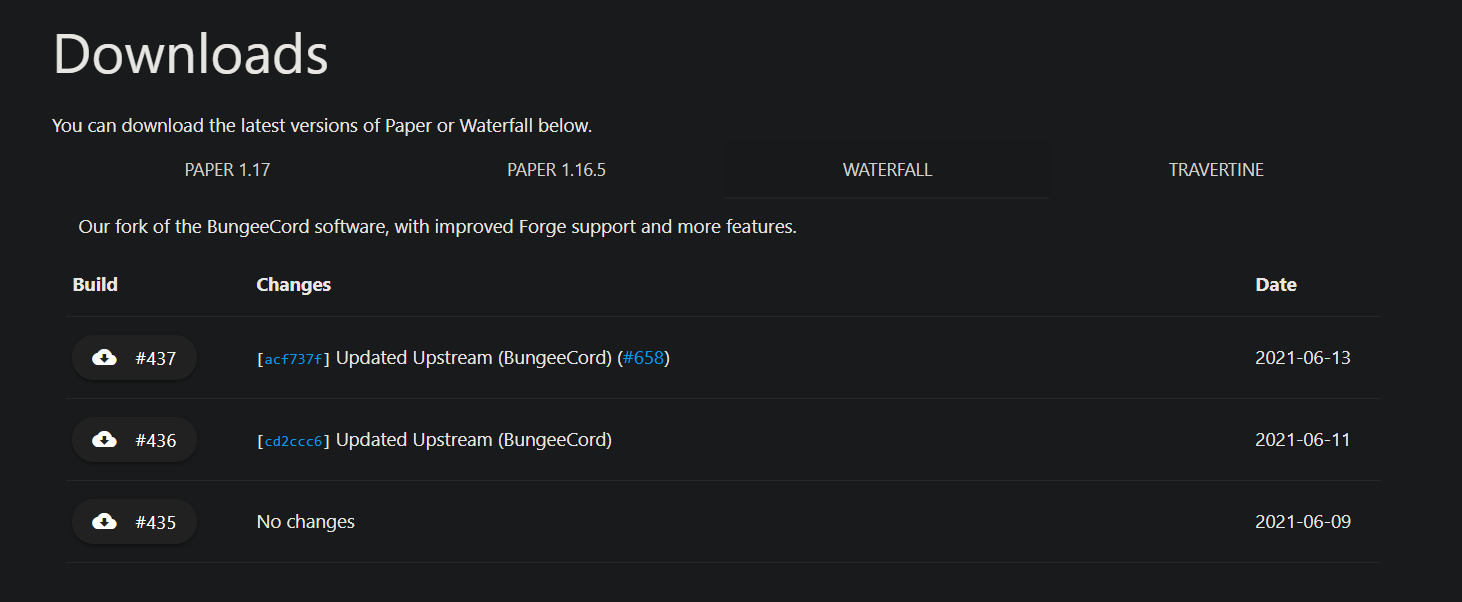 Downloads
You can download the latest versions of Paper or Waterfall below.
PAPER 1.17 PAPER 1.16.5 WATERFALL TRAVERTINE
Our fork of the BungeeCord software, with improved Forge support and more features.
Build Changes Date
#437 [acf737f] Updated Upstream (BungeeCord) (#658) 2021-06-13
#436 [cd2ccc6] Updated Upstream (BungeeCord) 2021-06-11
#435 No changes 2021-06-09